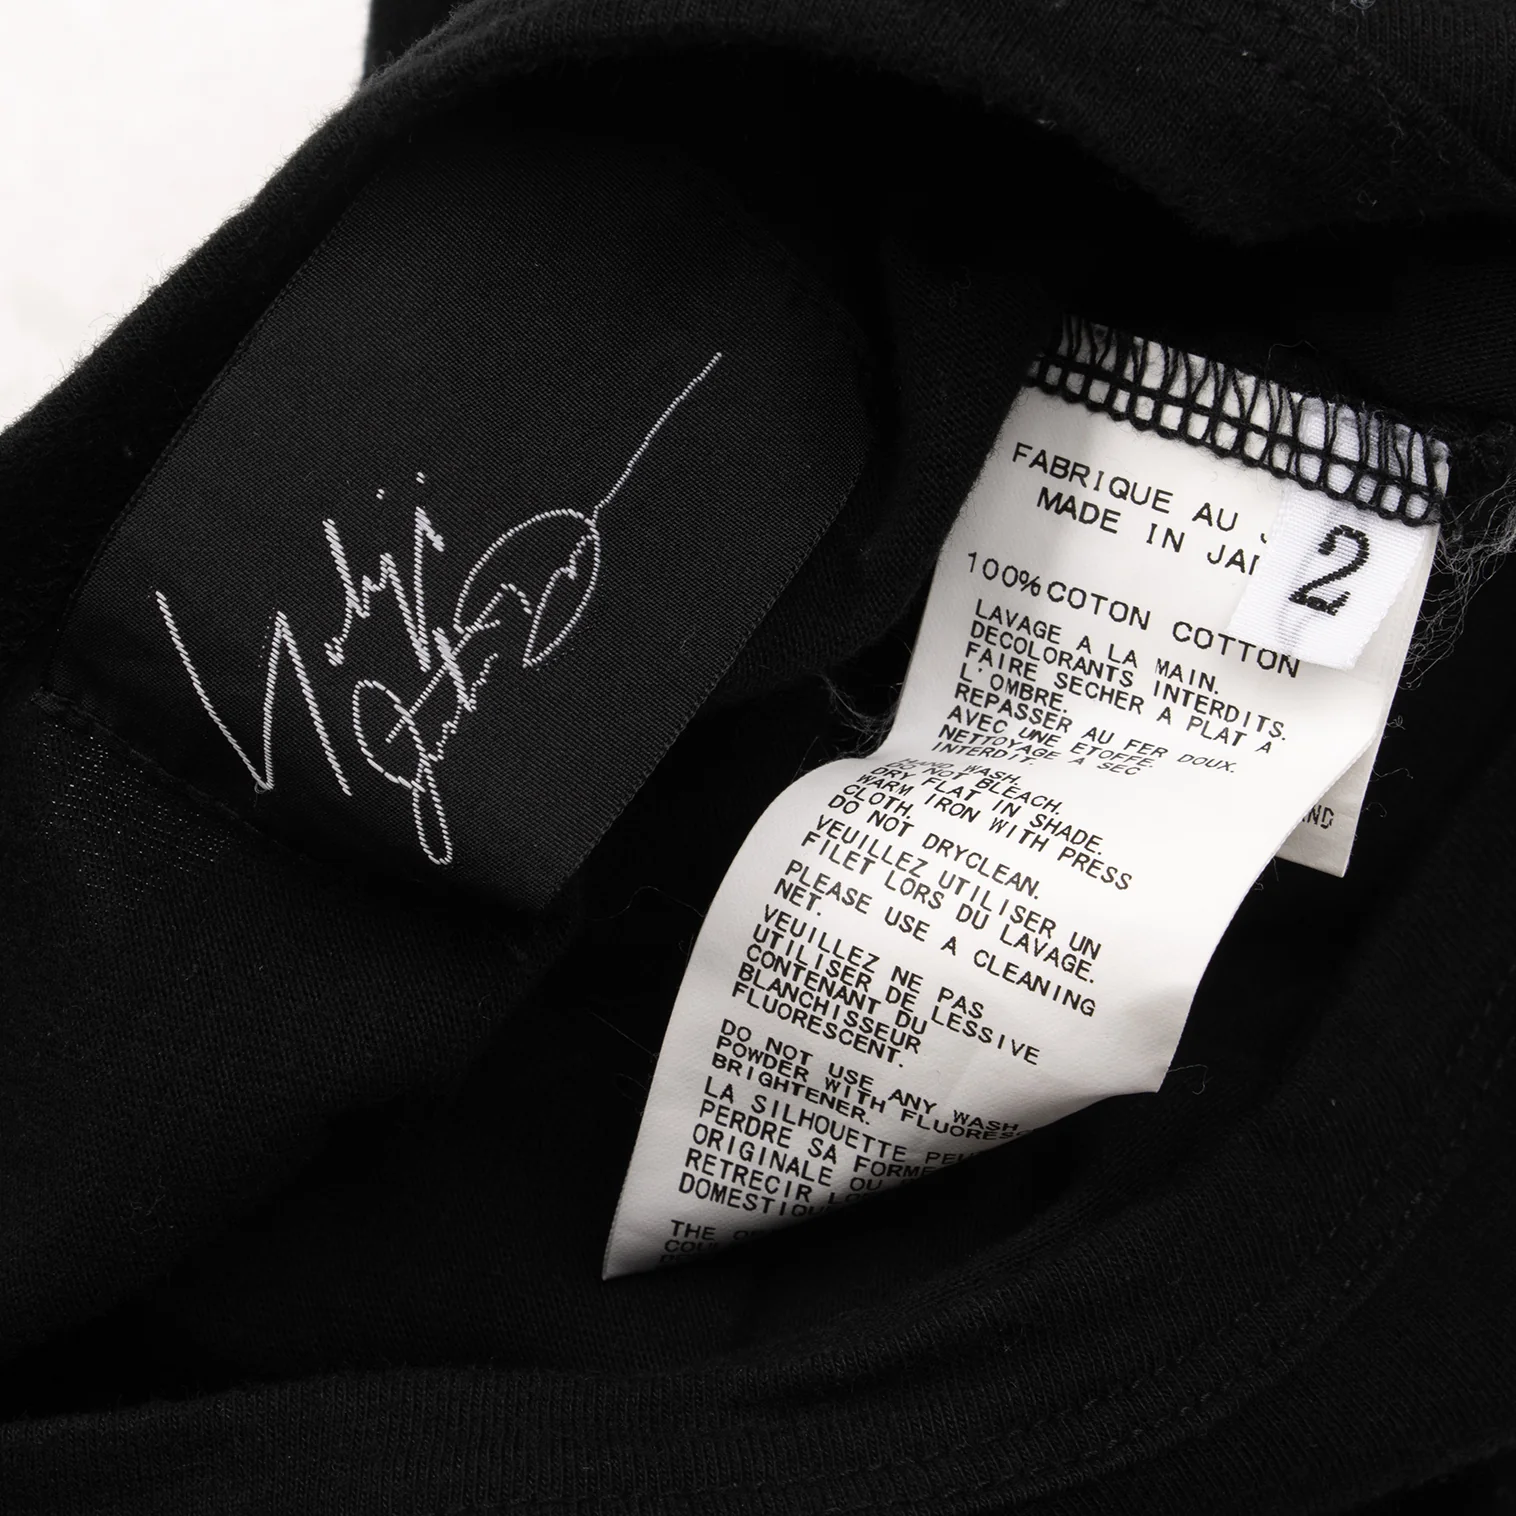 Yohji
Yamamoto
FABRIQUE AU
MADE IN
2
100% COTON COTTON
LAVAGE A LA MAIN.
DECOLORANTS INTERDITS.
FAIRE SECHER A PLAT A
L'OMBRE.
REPASSER AU FER DOUX.
AVEC UNE ETOFFE.
NETTOYAGE A SEC
INTERDIT.
HAND WASH.
DO NOT BLEACH.
DRY FLAT IN SHADE.
WARM IRON WITH PRESS
CLOTH.
DO NOT DRYCLEAN.
VEUILLEZ UTILISER UN
FILET LORS DU LAVAGE.
PLEASE USE A CLEANING
NET.
VEUILLEZ NE PAS
UTILISER DE LESSIVE
CONTENANT DU
BLANCHISSEUR
FLUORESCENT.
DO NOT USE ANY WASH
POWDER WITH FLUORES
BRIGHTENER.
LA SILHOUETTE
PERDRE SA FORME
ORIGINALE OU
RETRECIR
DOMESTIQUE
THE